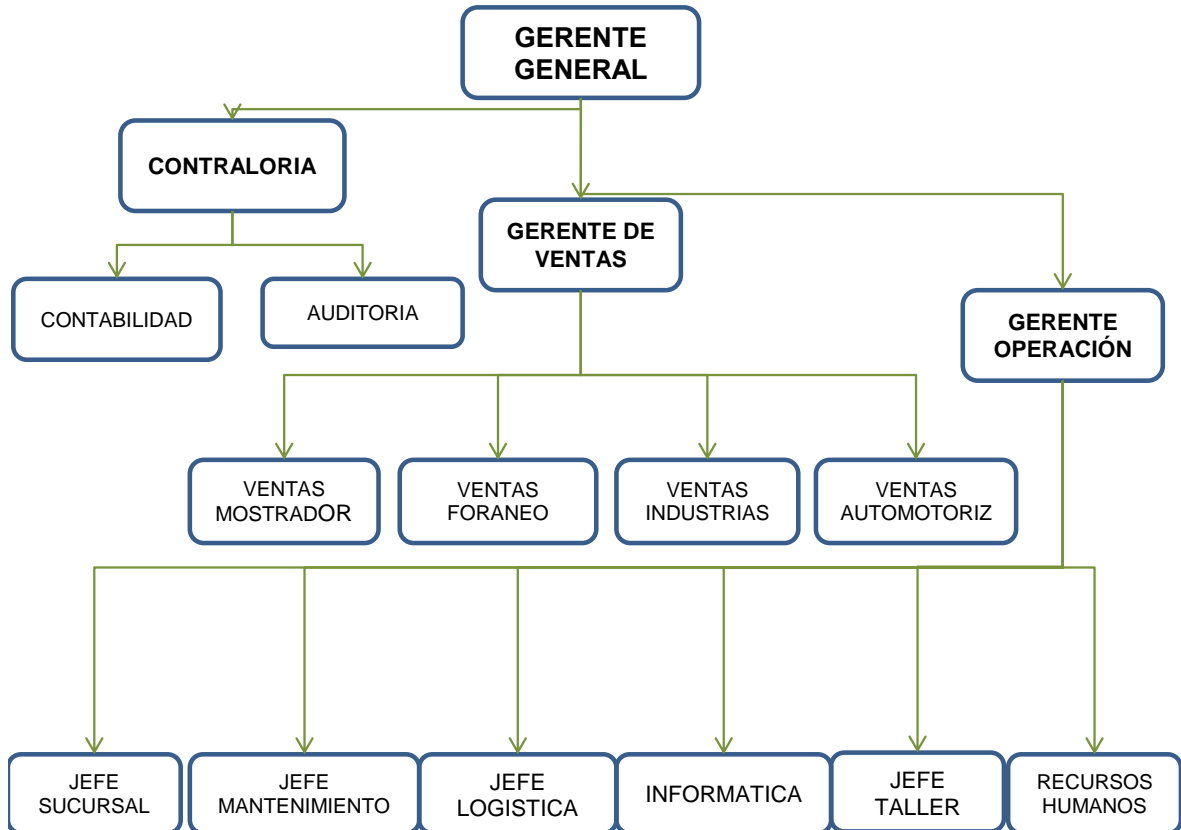 GERENTE
GENERAL
CONTRALORIA
GERENTE DE
VENTAS
CONTABILIDAD
AUDITORIA
GERENTE
OPERACIÓN
VENTAS
MOSTRADOR
VENTAS
FORANEO
VENTAS
INDUSTRIAS
VENTAS
AUTOMOTORIZ
JEFE
SUCURSAL
JEFE
MANTENIMIENTO
JEFE
LOGISTICA
INFORMATICA
JEFE
TALLER
RECURSOS
HUMANOS